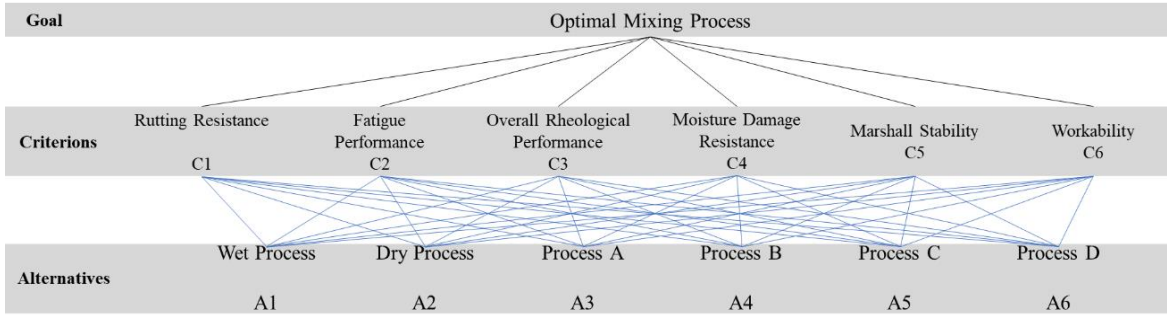 Goal
Optimal Mixing Process
Criterions
Rutting Resistance
C1
Fatigue
Performance
C2
Overall Rheological
Performance
C3
Moisture Damage
Resistance
C4
Marshall Stability
C5
Workability
C6
Alternatives
Wet Process
A1
Dry Process
A2
Process A
A3
Process B
A4
Process C
A5
Process D
A6